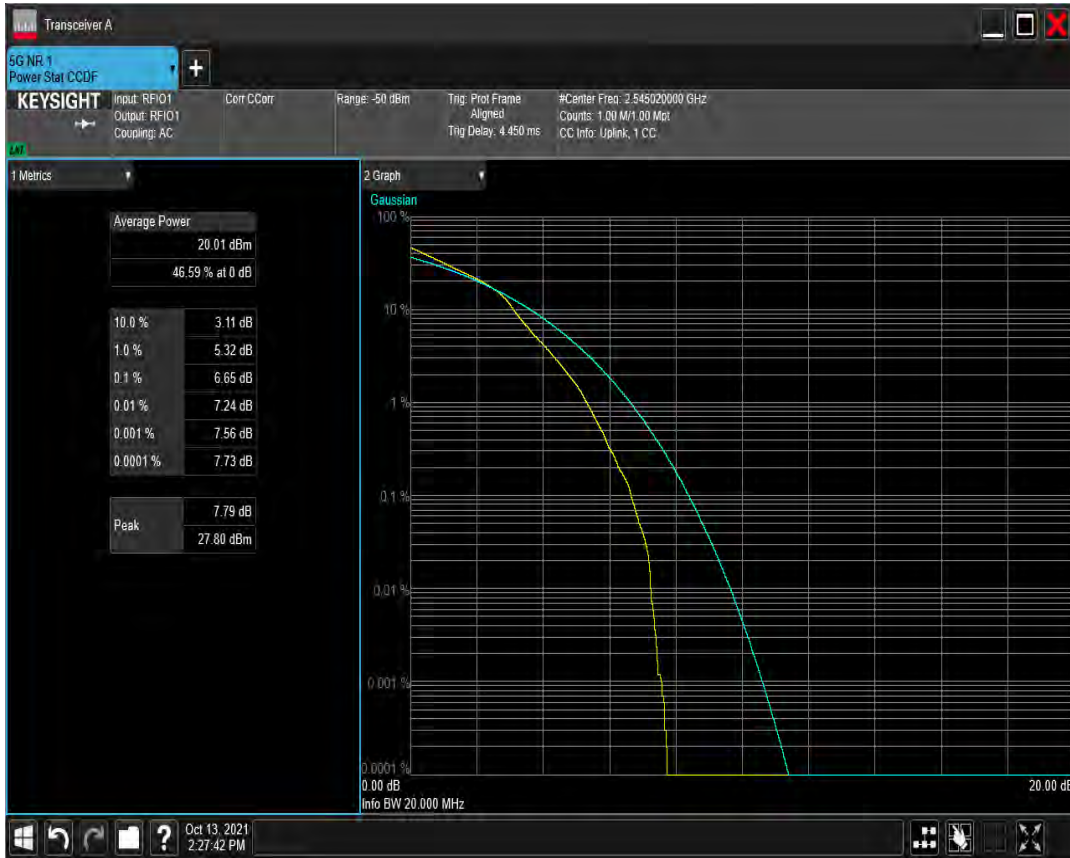 Transceiver A
5G NR 1
Power Stat CCDF
+
KEYSIGHT
Input: RFIO1
Output: RFIO1
Coupling: AC
Corr CCorr
Range: -50 dBm
Trig: Prot Frame
Aligned
Trig Delay: 4.450 ms
#Center Freq: 2.545020000 GHz
Counts: 1.00 M/1.00 Mpt
CC Info: Uplink, 1 CC
1 Metrics
Average Power
20.01 dBm
46.59 % at 0 dB
10.0 % 3.11 dB
1.0 % 5.32 dB
0.1 % 6.65 dB
0.01 % 7.24 dB
0.001 % 7.56 dB
0.0001 % 7.73 dB
Peak
7.79 dB
27.80 dBm
2 Graph
Gaussian
100 %
10 %
1 %
0.1 %
0.01 %
0.001 %
0.0001 %
0.00 dB
20.00 dB
Info BW 20.000 MHz
?
Oct 13, 2021
2:27:42 PM